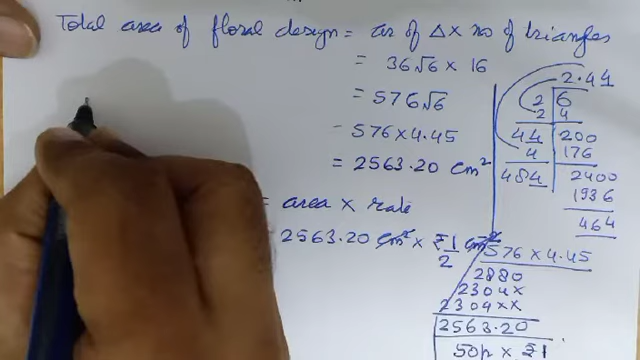 Total area of floral design = ar of Δ × no of triangles
= 36√6 × 16
= 576√6
= 576 × 4.45
= 2563.20 cm²
= area × rate
2563.20 cm² × ₹1/2 cm²
2.44
2 6
2 4
44 200
4 176
484 2400
1936
464
576 × 4.45
2880
2304×
2304××
2563.20
50p × ₹1